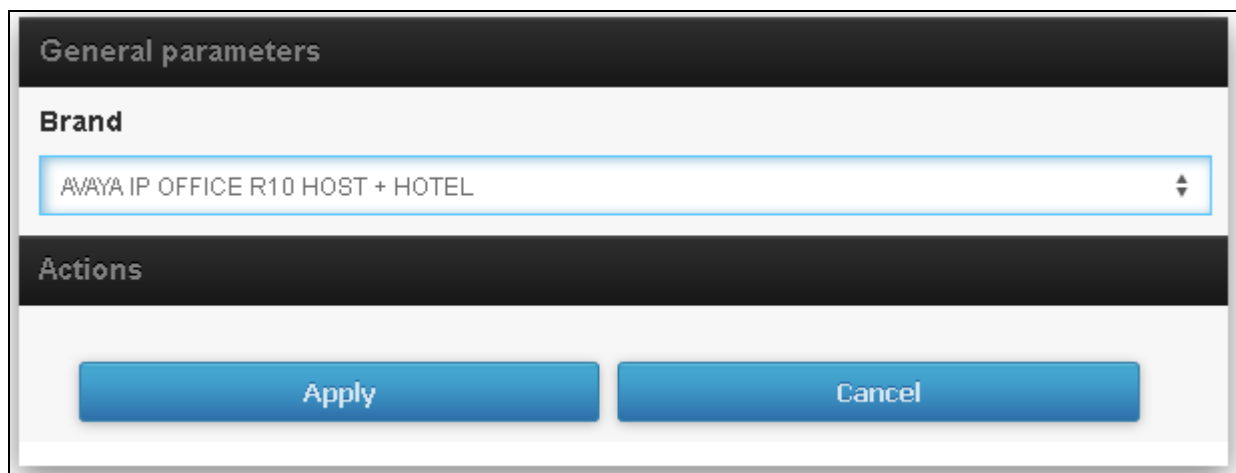 General parameters
Brand
AVAYA IP OFFICE R10 HOST + HOTEL
Actions
Apply Cancel